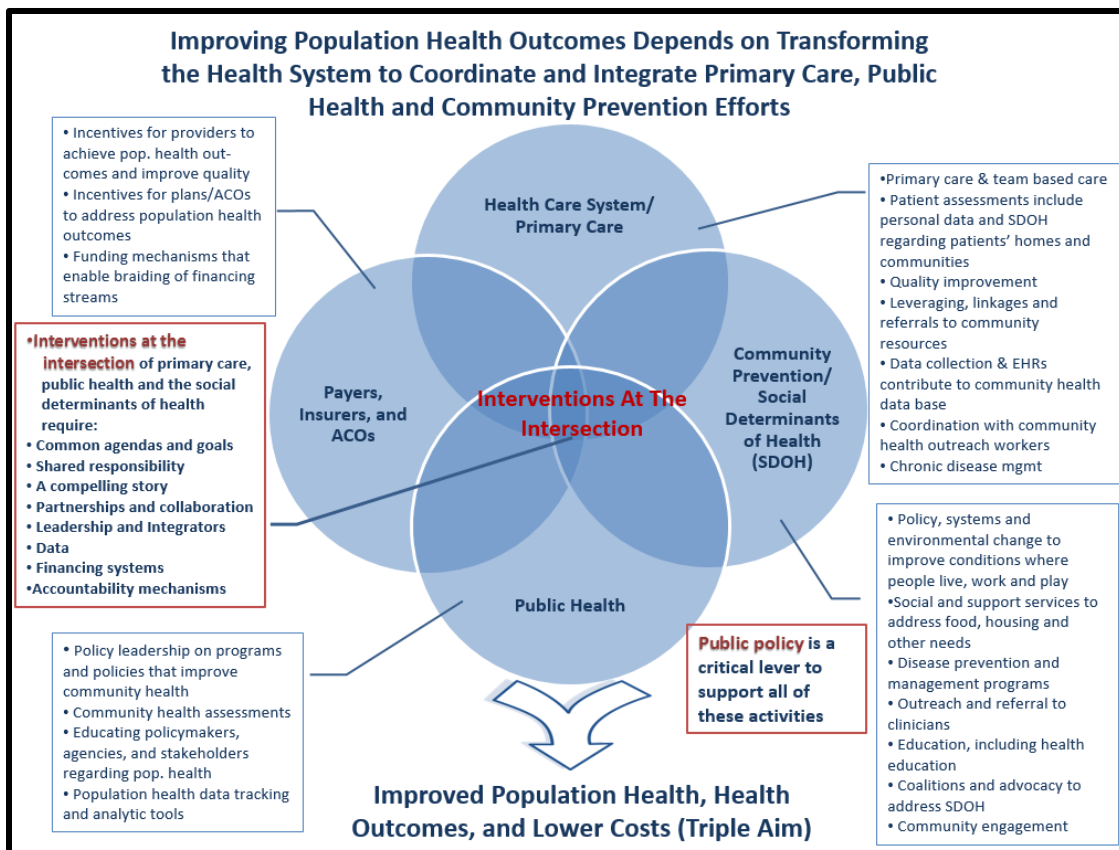 Improving Population Health Outcomes Depends on Transforming
the Health System to Coordinate and Integrate Primary Care, Public
Health and Community Prevention Efforts
• Incentives for providers to
achieve pop. health out-
comes and improve quality
• Incentives for plans/ACOs
to address population health
outcomes
• Funding mechanisms that
enable braiding of financing
streams
Health Care System/
Primary Care
•Primary care & team based care
• Patient assessments include
personal data and SDOH
regarding patients’ homes and
communities
• Quality improvement
• Leveraging, linkages and
referrals to community
resources
• Data collection & EHRs
contribute to community health
data base
• Coordination with community
health outreach workers
• Chronic disease mgmt
•Interventions at the
intersection of primary care,
public health and the social
determinants of health
require:
• Common agendas and goals
• Shared responsibility
• A compelling story
• Partnerships and collaboration
• Leadership and Integrators
• Data
• Financing systems
•Accountability mechanisms
Payers,
Insurers, and
ACOs
Interventions At The
Intersection
Community
Prevention/
Social
Determinants
of Health
(SDOH)
Public Health
• Policy, systems and
environmental change to
improve conditions where
people live, work and play
•Social and support services to
address food, housing and
other needs
• Disease prevention and
management programs
• Outreach and referral to
clinicians
• Education, including health
education
• Coalitions and advocacy to
address SDOH
• Community engagement
• Policy leadership on programs
and policies that improve
community health
• Community health assessments
• Educating policymakers,
agencies, and stakeholders
regarding pop. health
• Population health data tracking
and analytic tools
Public policy is a
critical lever to
support all of
these activities
Improved Population Health, Health
Outcomes, and Lower Costs (Triple Aim)